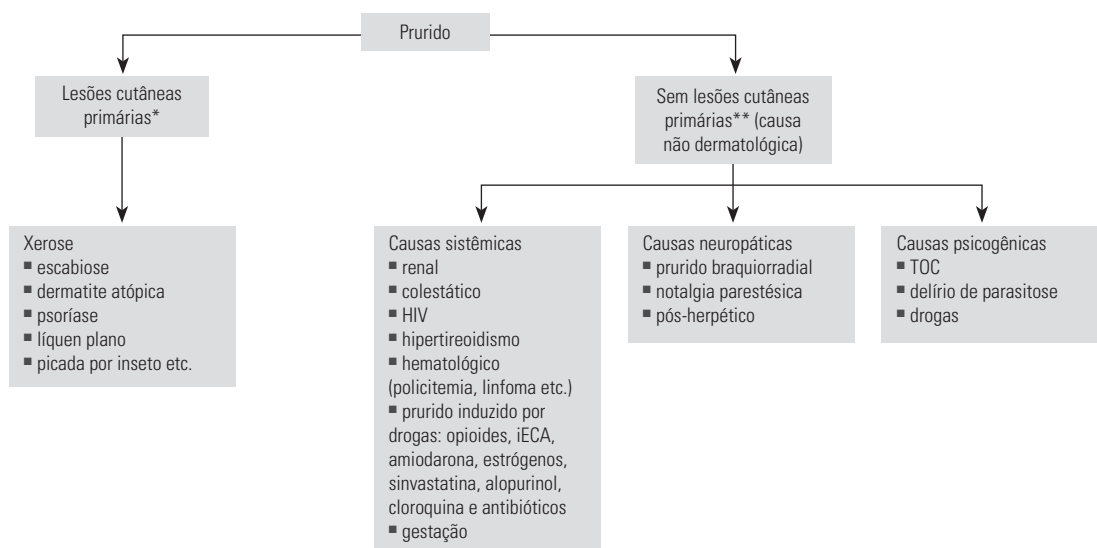 Prurido
Lesões cutâneas
primárias*
Sem lesões cutâneas
primárias** (causa
não dermatológica)
Xerose
■ escabiose
■ dermatite atópica
■ psoríase
■ líquen plano
■ picada por inseto etc.
Causas sistêmicas
■ renal
■ colestático
■ HIV
■ hipertireoidismo
■ hematológico
(policitemia, linfoma etc.)
■ prurido induzido por
drogas: opioides, iECA,
amiodarona, estrógenos,
sinvastatina, alopurinol,
cloroquina e antibióticos
■ gestação
Causas neuropáticas
■ prurido braquiorradial
■ notalgia parestésica
■ pós-herpético
Causas psicogênicas
■ TOC
■ delírio de parasitose
■ drogas